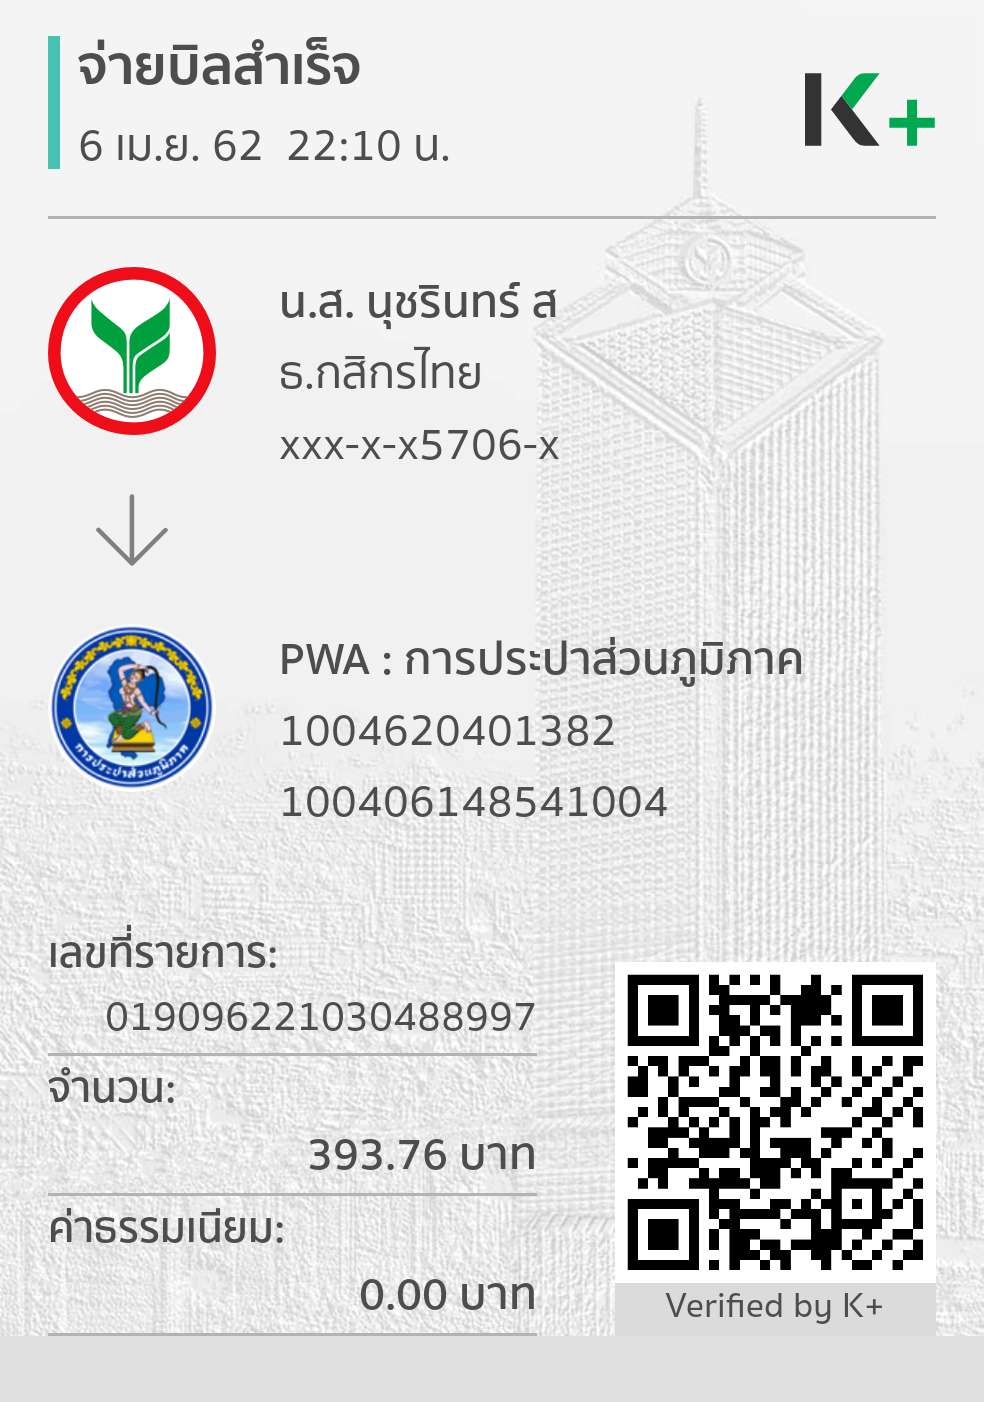 จ่ายบิลสำเร็จ
6 เม.ย. 62 22:10 น.
K+
น.ส. นุชรินทร์ ส
ธ.กสิกรไทย
xxx-x-x5706-x
PWA : การประปาส่วนภูมิภาค
1004620401382
100406148541004
การประปาส่วนภูมิภาค
เลขที่รายการ:
019096221030488997
จำนวน:
393.76 บาท
ค่าธรรมเนียม:
0.00 บาท
Verified by K+